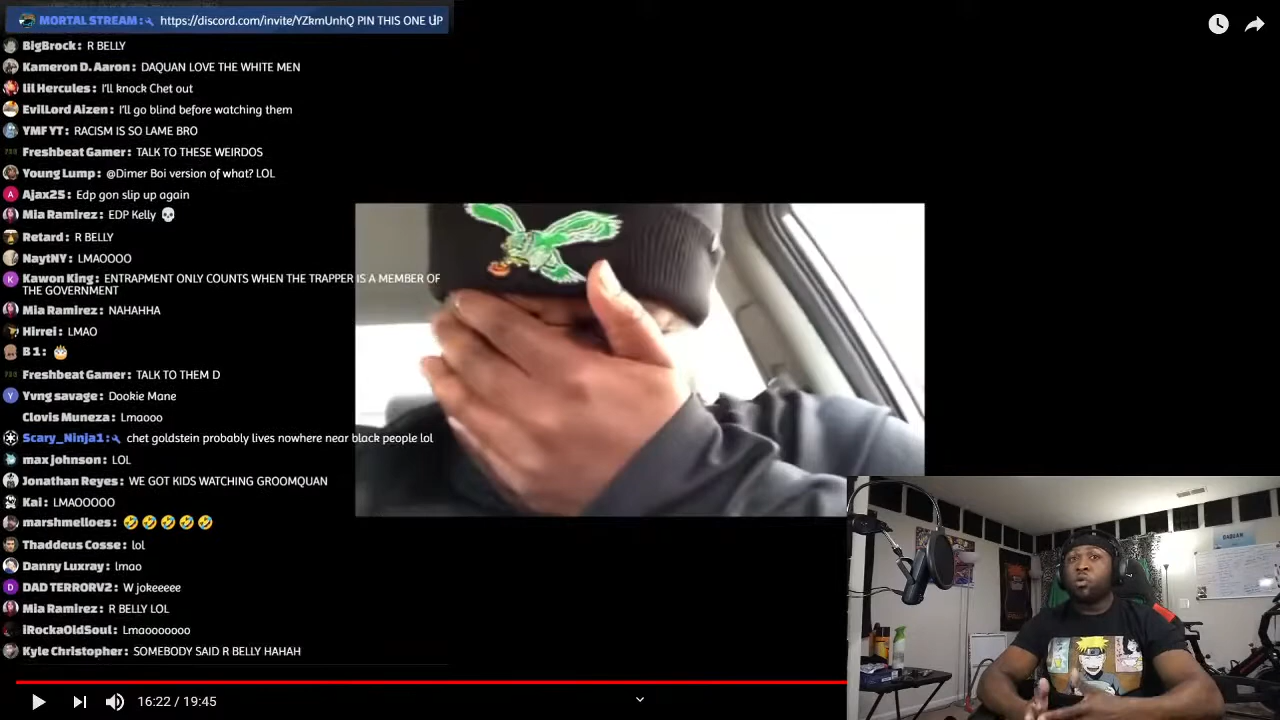 MORTAL STREAM: https://discord.com/invite/YZkmUnhQ PIN THIS ONE UP
BigBrock: R BELLY
Kameron D. Aaron: DAQUAN LOVE THE WHITE MEN
lil Hercules: I'll knock Chet out
EvilLord Aizen: I'll go blind before watching them
YMF YT: RACISM IS SO LAME BRO
Freshbeat Gamer: TALK TO THESE WEIRDOS
Young Lump: @Dimer Boi version of what? LOL
A Ajax25: Edp gon slip up again
Mia Ramirez: EDP Kelly 💀
Retard: R BELLY
NaytNY: LMAOOOO
K Kawon King: ENTRAPMENT ONLY COUNTS WHEN THE TRAPPER IS A MEMBER OF
THE GOVERNMENT
Mia Ramirez: NAHAHHA
Hirrei: LMAO
B 1: 🎂
Freshbeat Gamer: TALK TO THEM D
Y Yvng savage: Dookie Mane
Clovis Muneza: Lmaooo
Scary_Ninja1: chet goldstein probably lives nowhere near black people lol
max johnson: LOL
Jonathan Reyes: WE GOT KIDS WATCHING GROOMQUAN
Kai: LMAOOOOO
marshmelloes: 🤣🤣🤣🤣🤣
Thaddeus Cosse: lol
Danny Luxray: lmao
D DAD TERRORV2: W jokeeeee
Mia Ramirez: R BELLY LOL
iRockaOldSoul: Lmaooooooo
Kyle Christopher: SOMEBODY SAID R BELLY HAHAH
16:22 / 19:45